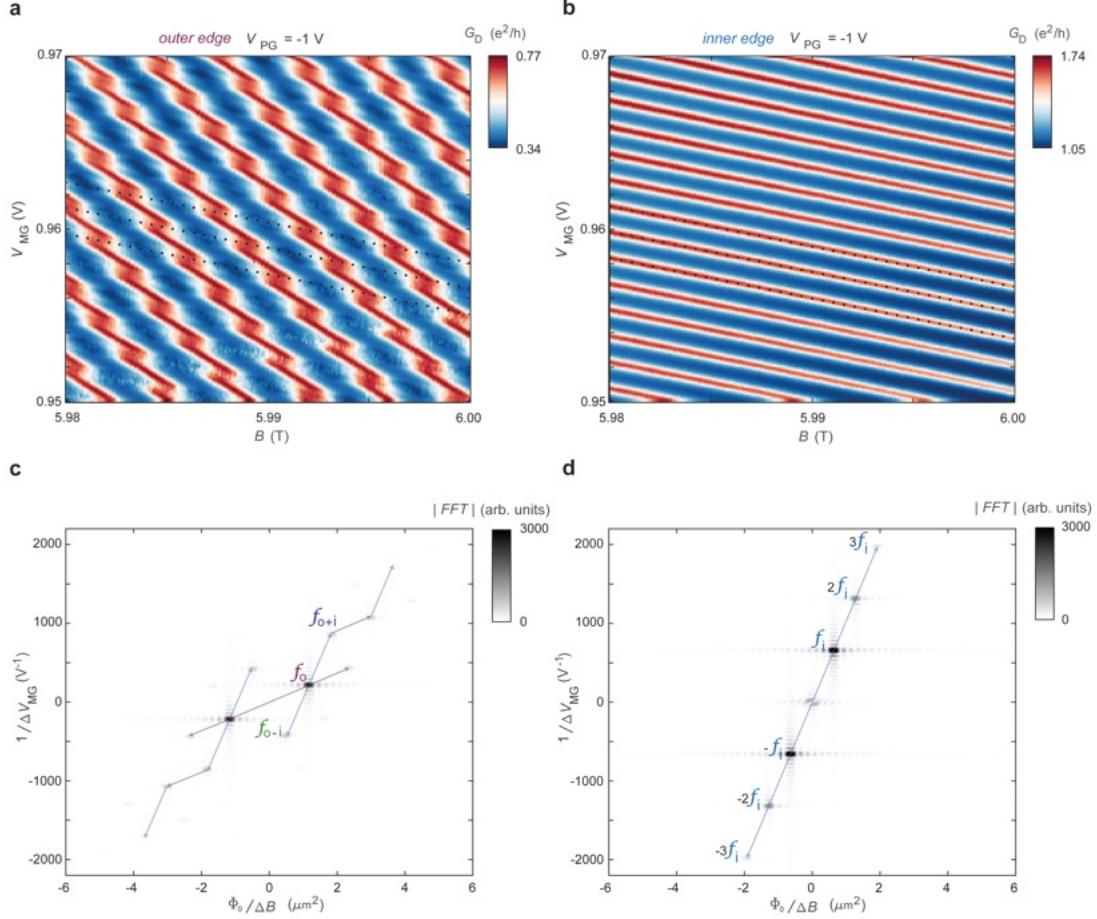 a
outer edge V PG = -1 V
G D (e²/h)
0.77
0.34
0.97
0.96
0.95
V MG (V)
5.98 5.99 6.00
B (T)
b
inner edge V PG = -1 V
G D (e²/h)
1.74
1.05
0.97
0.96
0.95
V MG (V)
5.98 5.99 6.00
B (T)
c
| FFT | (arb. units)
3000
0
2000
1000
0
-1000
-2000
1/ΔV MG (V⁻¹)
f o+i
f o
f o-i
-6 -4 -2 0 2 4 6
Φ₀/ΔB (μm²)
d
| FFT | (arb. units)
3000
0
2000
1000
0
-1000
-2000
1/ΔV MG (V⁻¹)
3f i
2f i
f i
-f i
-2f i
-3f i
-6 -4 -2 0 2 4 6
Φ₀/ΔB (μm²)